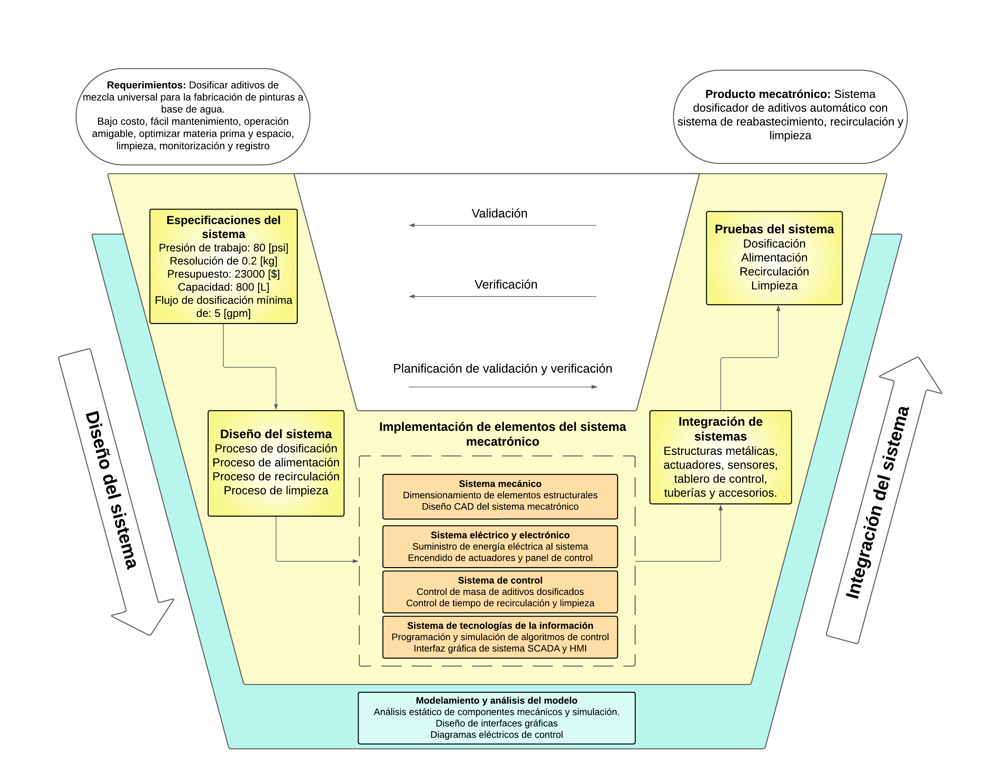 Requerimientos: Dosificar aditivos de
mezcla universal para la fabricación de pinturas a
base de agua.
Bajo costo, fácil mantenimiento, operación
amigable, optimizar materia prima y espacio,
limpieza, monitorización y registro
Producto mecatrónico: Sistema
dosificador de aditivos automático con
sistema de reabastecimiento, recirculación y
limpieza
Especificaciones del
sistema
Presión de trabajo: 80 [psi]
Resolución de 0.2 [kg]
Presupuesto: 23000 [$]
Capacidad: 800 [L]
Flujo de dosificación mínima
de: 5 [gpm]
Validación
Verificación
Planificación de validación y verificación
Pruebas del sistema
Dosificación
Alimentación
Recirculación
Limpieza
Diseño del sistema
Diseño del sistema
Proceso de dosificación
Proceso de alimentación
Proceso de recirculación
Proceso de limpieza
Implementación de elementos del sistema
mecatrónico
Sistema mecánico
Dimensionamiento de elementos estructurales
Diseño CAD del sistema mecatrónico
Sistema eléctrico y electrónico
Suministro de energía eléctrica al sistema
Encendido de actuadores y panel de control
Sistema de control
Control de masa de aditivos dosificados
Control de tiempo de recirculación y limpieza
Sistema de tecnologías de la información
Programación y simulación de algoritmos de control
Interfaz gráfica de sistema SCADA y HMI
Integración de
sistemas
Estructuras metálicas,
actuadores, sensores,
tablero de control,
tuberías y accesorios.
Integración del sistema
Modelamiento y análisis del modelo
Análisis estático de componentes mecánicos y simulación.
Diseño de interfaces gráficas
Diagramas eléctricos de control